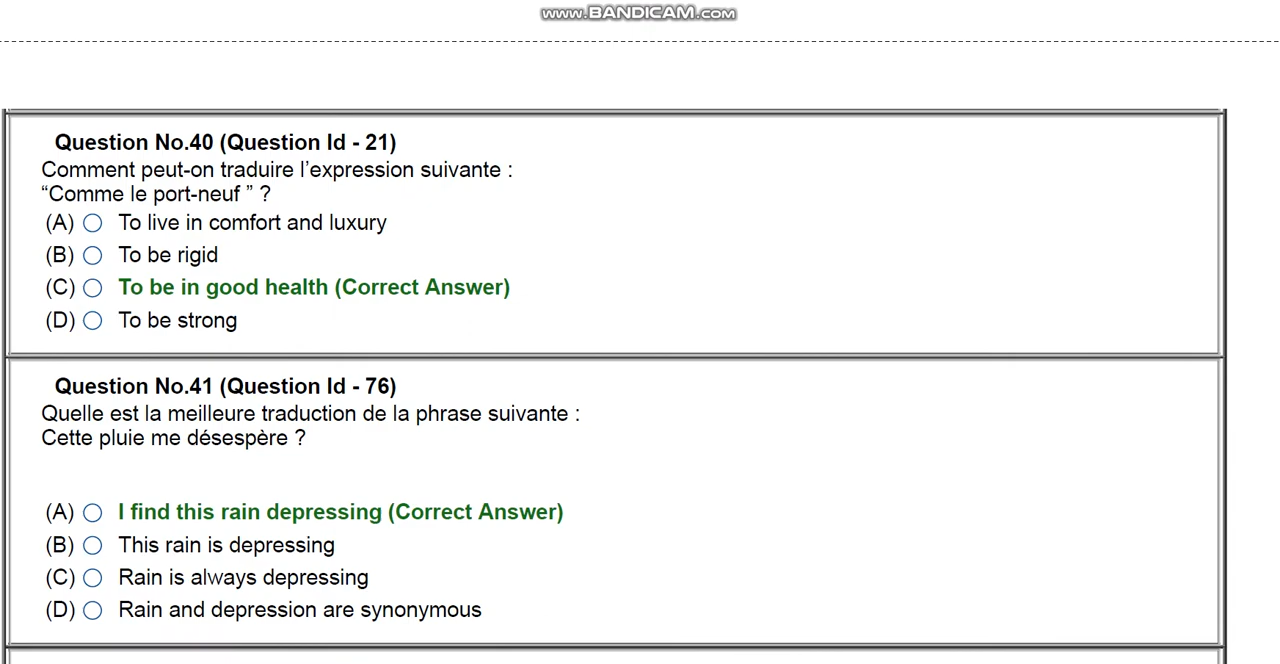 www.BANDICAM.com
Question No.40 (Question Id - 21)
Comment peut-on traduire l’expression suivante :
“Comme le port-neuf ” ?
(A) To live in comfort and luxury
(B) To be rigid
(C) To be in good health (Correct Answer)
(D) To be strong
Question No.41 (Question Id - 76)
Quelle est la meilleure traduction de la phrase suivante :
Cette pluie me désespère ?
(A) I find this rain depressing (Correct Answer)
(B) This rain is depressing
(C) Rain is always depressing
(D) Rain and depression are synonymous